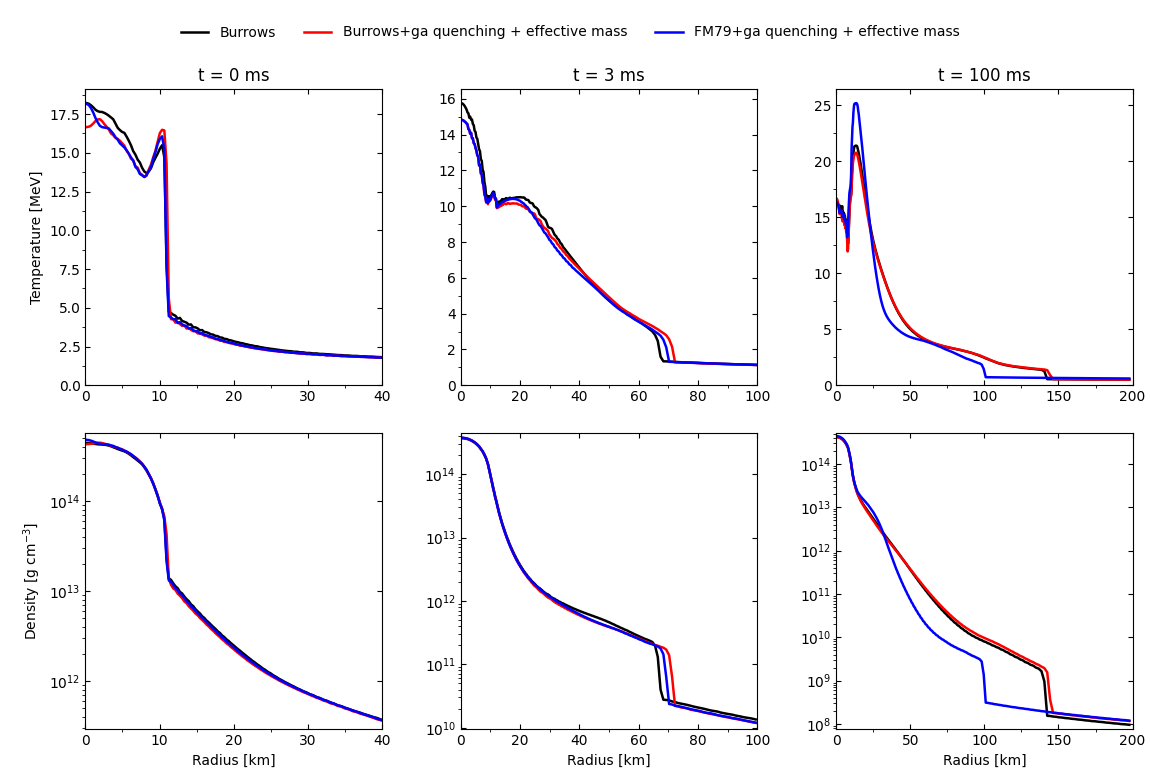 Burrows Burrows+ga quenching + effective mass FM79+ga quenching + effective mass
t = 0 ms t = 3 ms t = 100 ms
Temperature [MeV]
17.5
15.0
12.5
10.0
7.5
5.0
2.5
0.0
0 10 20 30 40
16
14
12
10
8
6
4
2
0
0 20 40 60 80 100
25
20
15
10
5
0
0 50 100 150 200
Density [g cm⁻³]
10¹⁴
10¹³
10¹²
0 10 20 30 40
Radius [km]
10¹⁴
10¹³
10¹²
10¹¹
10¹⁰
0 20 40 60 80 100
Radius [km]
10¹⁴
10¹³
10¹²
10¹¹
10¹⁰
10⁹
10⁸
0 50 100 150 200
Radius [km]